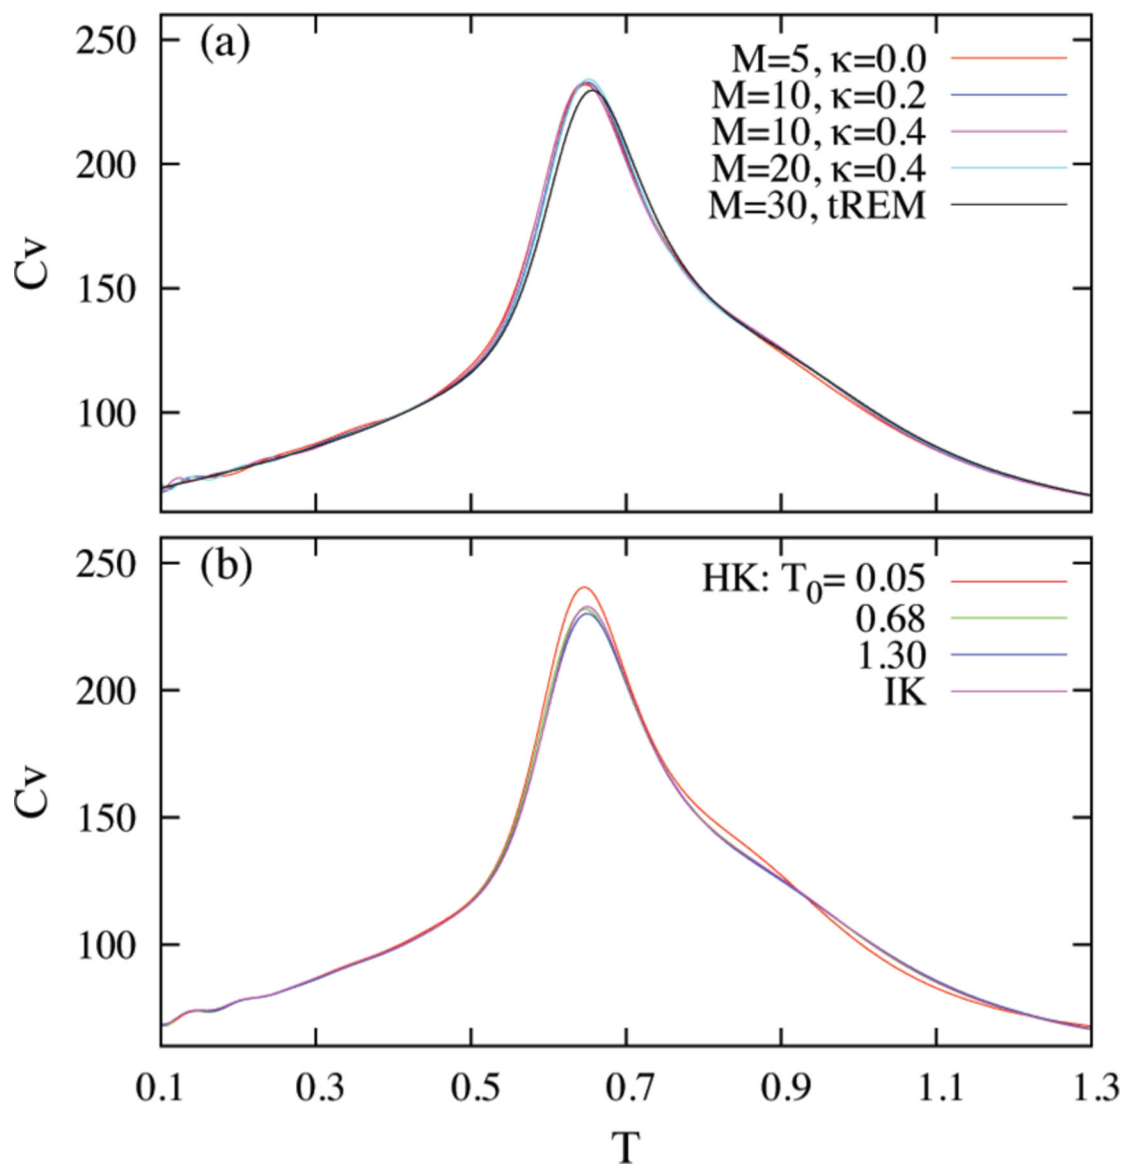 (a)
M=5, κ=0.0
M=10, κ=0.2
M=10, κ=0.4
M=20, κ=0.4
M=30, tREM
250
200
150
100
Cv
(b)
HK: T0= 0.05
0.68
1.30
IK
250
200
150
100
Cv
0.1 0.3 0.5 0.7 0.9 1.1 1.3
T